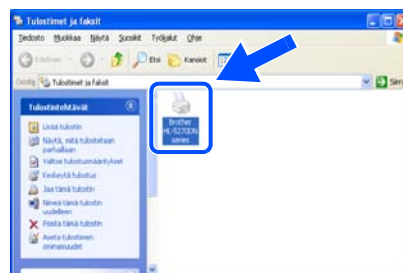 Tulostimet ja faksit
Tiedosto Muokkaa Näytä Suosikit Työkalut Ohje
Edellinen Etsi Kansiot
Osoite Tulostimet ja faksit Siirry
Tulostintehtävät
Lisää tulostin
Näytä, mitä tulostetaan parhaillaan
Valitse tulostusmääritykset
Keskeytä tulostus
Jaa tämä tulostin
Nimeä tämä tulostin uudelleen
Poista tämä tulostin
Aseta tulostimen ominaisuudet
Brother
HL-5270DN
series